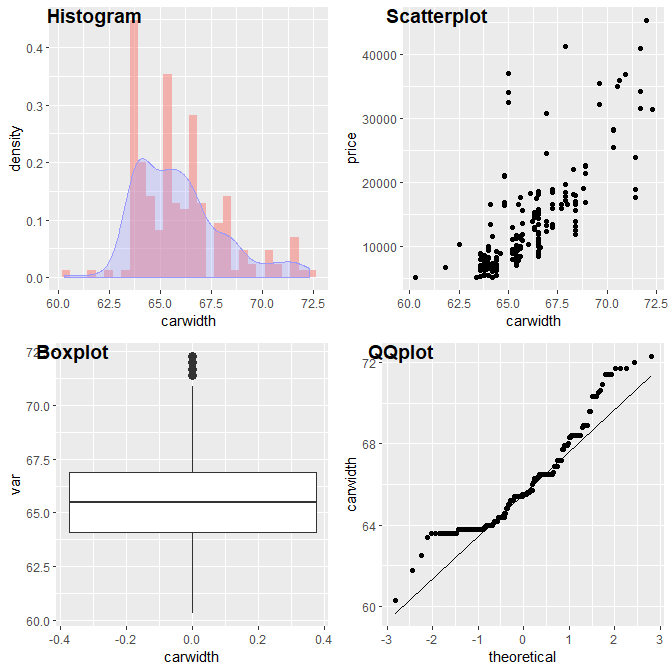 Histogram
0.4
0.3
0.2
0.1
0.0
density
60.0 62.5 65.0 67.5 70.0 72.5
carwidth
Scatterplot
40000
30000
20000
10000
price
60.0 62.5 65.0 67.5 70.0 72.5
carwidth
Boxplot
72.5
70.0
67.5
65.0
62.5
60.0
var
-0.4 -0.2 0.0 0.2 0.4
carwidth
QQplot
72
68
64
60
carwidth
-3 -2 -1 0 1 2 3
theoretical